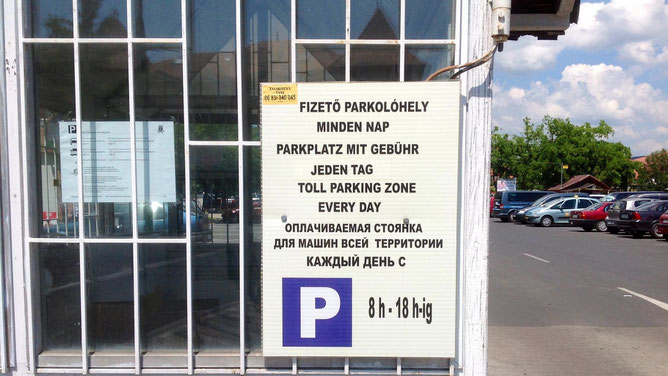 FIZETŐ PARKOLÓHELY
MINDEN NAP
PARKPLATZ MIT GEBÜHR
JEDEN TAG
TOLL PARKING ZONE
EVERY DAY
ОПЛАЧИВАЕМАЯ СТОЯНКА
ДЛЯ МАШИН ВСЕЙ ТЕРРИТОРИИ
КАЖДЫЙ ДЕНЬ С
P 8 h - 18 h-ig
P